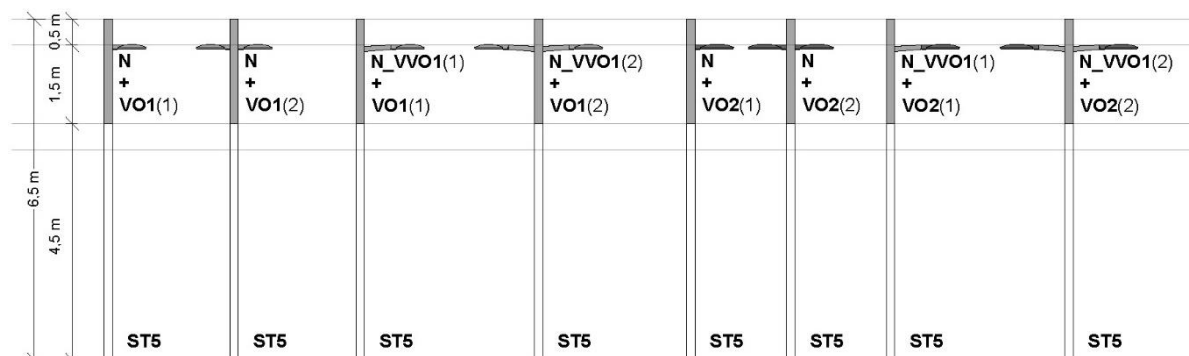 0,5 m
1,5 m
6,5 m
4,5 m
N
+
VO1(1)
N
+
VO1(2)
N_VVO1(1)
+
VO1(1)
N_VVO1(2)
+
VO1(2)
N
+
VO2(1)
N
+
VO2(2)
N_VVO1(1)
+
VO2(1)
N_VVO1(2)
+
VO2(2)
ST5
ST5
ST5
ST5
ST5
ST5
ST5
ST5